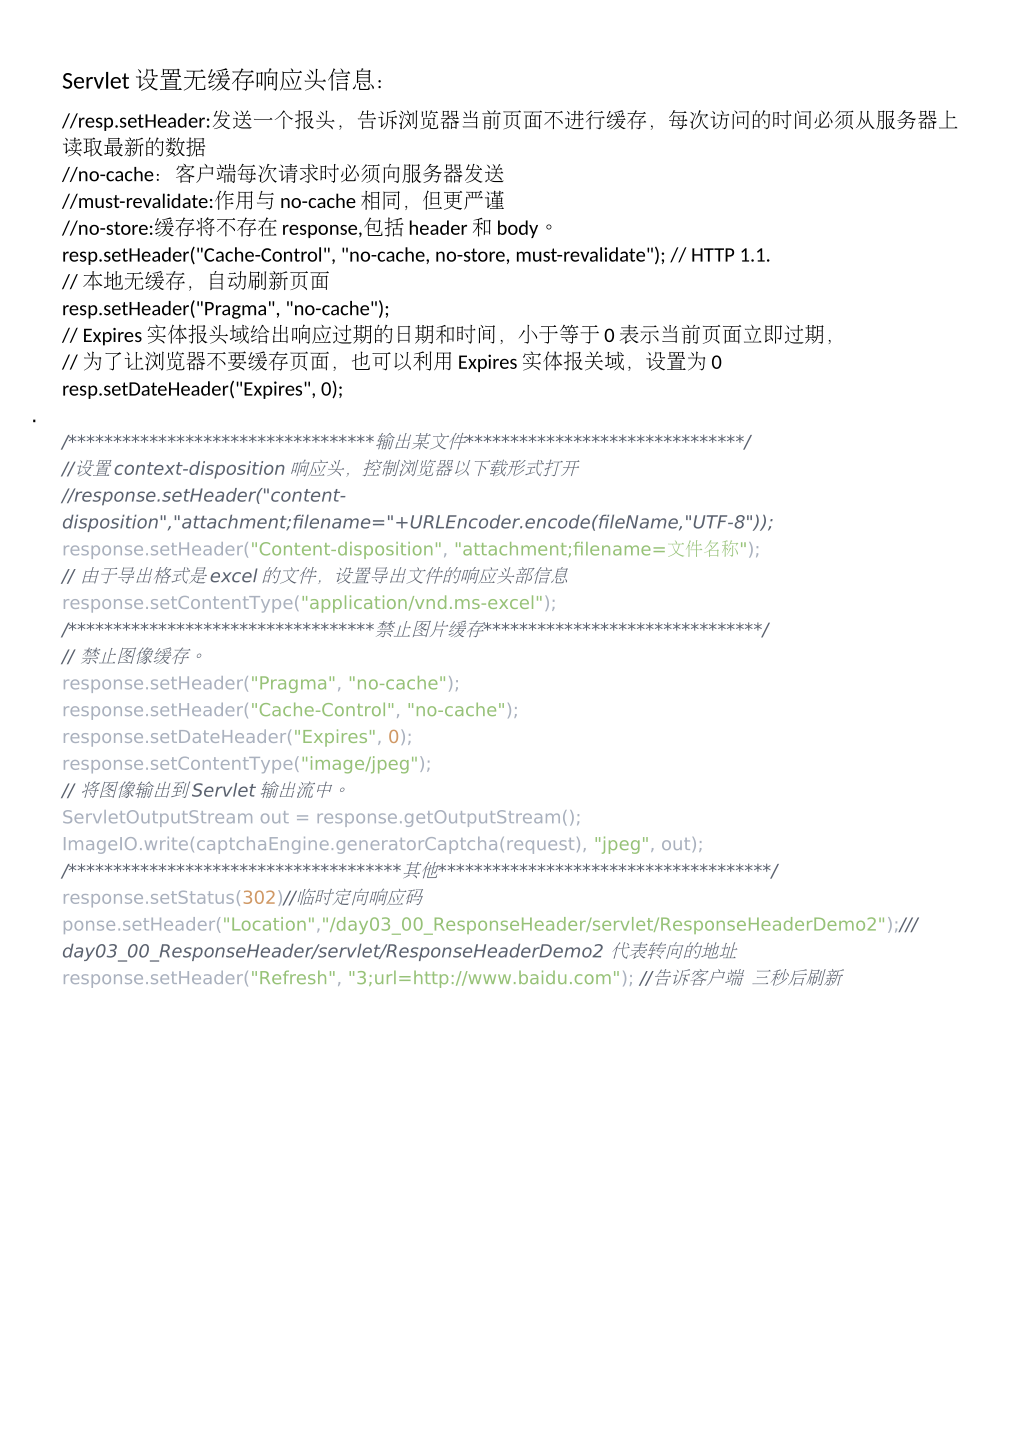 Servlet 设置无缓存响应头信息：
//resp.setHeader:发送一个报头，告诉浏览器当前页面不进行缓存，每次访问的时间必须从服务器上
读取最新的数据
//no-cache：客户端每次请求时必须向服务器发送
//must-revalidate:作用与 no-cache 相同，但更严谨
//no-store:缓存将不存在 response,包括 header 和 body。
resp.setHeader("Cache-Control", "no-cache, no-store, must-revalidate"); // HTTP 1.1.
// 本地无缓存，自动刷新页面
resp.setHeader("Pragma", "no-cache");
// Expires 实体报头域给出响应过期的日期和时间，小于等于 0 表示当前页面立即过期，
// 为了让浏览器不要缓存页面，也可以利用 Expires 实体报关域，设置为 0
resp.setDateHeader("Expires", 0);
.
/**********************************输出某文件*******************************/
//设置 context-disposition 响应头，控制浏览器以下载形式打开
//response.setHeader("content-
disposition","attachment;filename="+URLEncoder.encode(fileName,"UTF-8"));
response.setHeader("Content-disposition", "attachment;filename=文件名称");
// 由于导出格式是 excel 的文件，设置导出文件的响应头部信息
response.setContentType("application/vnd.ms-excel");
/**********************************禁止图片缓存*******************************/
// 禁止图像缓存。
response.setHeader("Pragma", "no-cache");
response.setHeader("Cache-Control", "no-cache");
response.setDateHeader("Expires", 0);
response.setContentType("image/jpeg");
// 将图像输出到 Servlet 输出流中。
ServletOutputStream out = response.getOutputStream();
ImageIO.write(captchaEngine.generatorCaptcha(request), "jpeg", out);
/*************************************其他*************************************/
response.setStatus(302)//临时定向响应码
ponse.setHeader("Location","/day03_00_ResponseHeader/servlet/ResponseHeaderDemo2");///
day03_00_ResponseHeader/servlet/ResponseHeaderDemo2 代表转向的地址
response.setHeader("Refresh", "3;url=http://www.baidu.com"); //告诉客户端 三秒后刷新